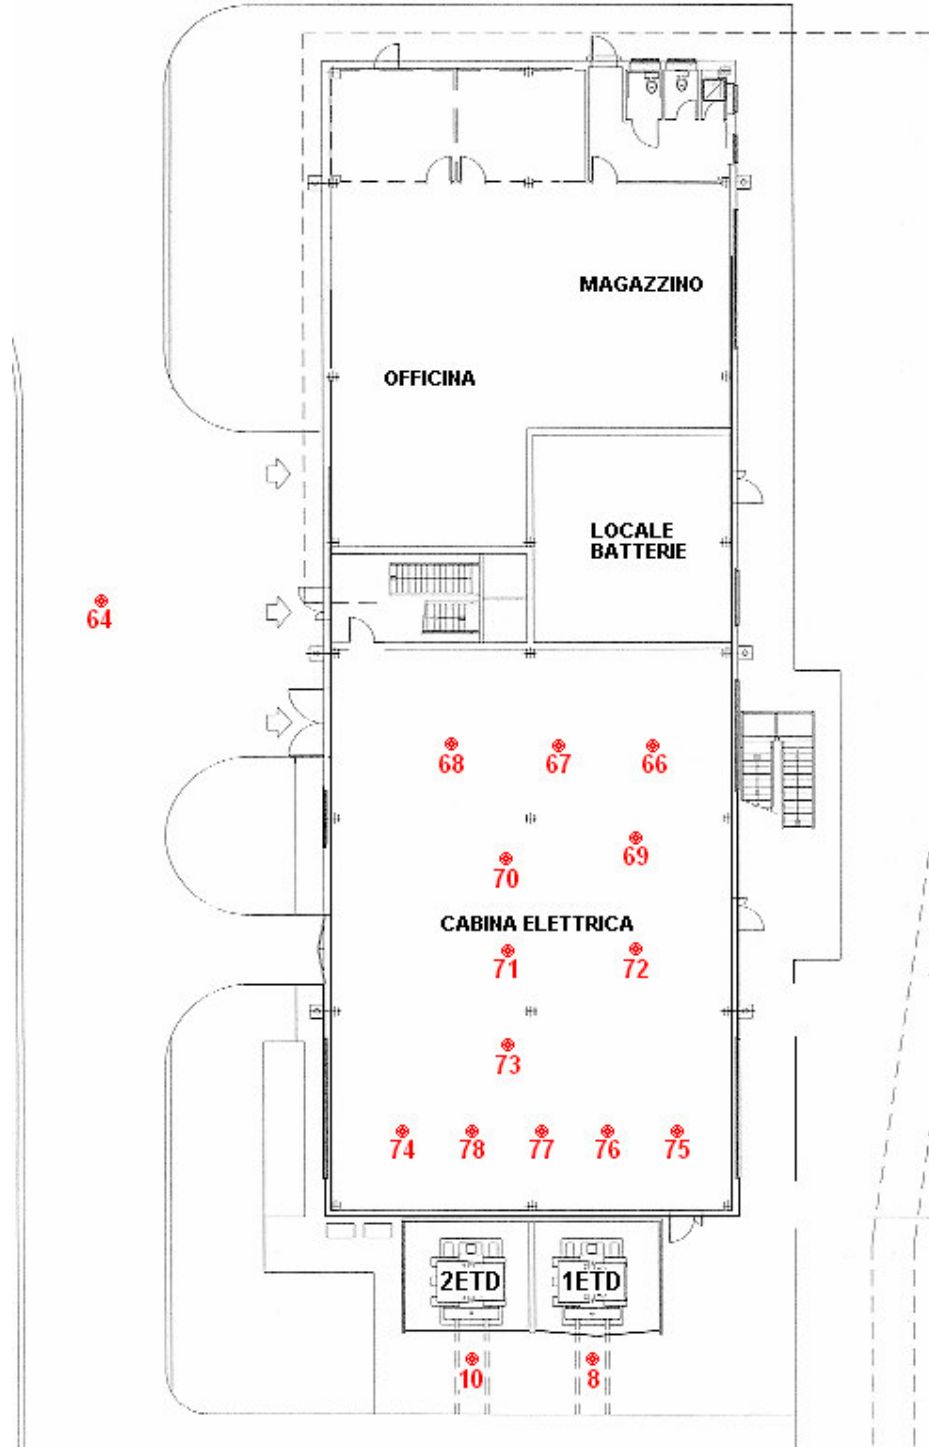 MAGAZZINO
OFFICINA
LOCALE
BATTERIE
64
68 67 66
69
70
CABINA ELETTRICA
71 72
73
74 78 77 76 75
2ETD 1ETD
10 8